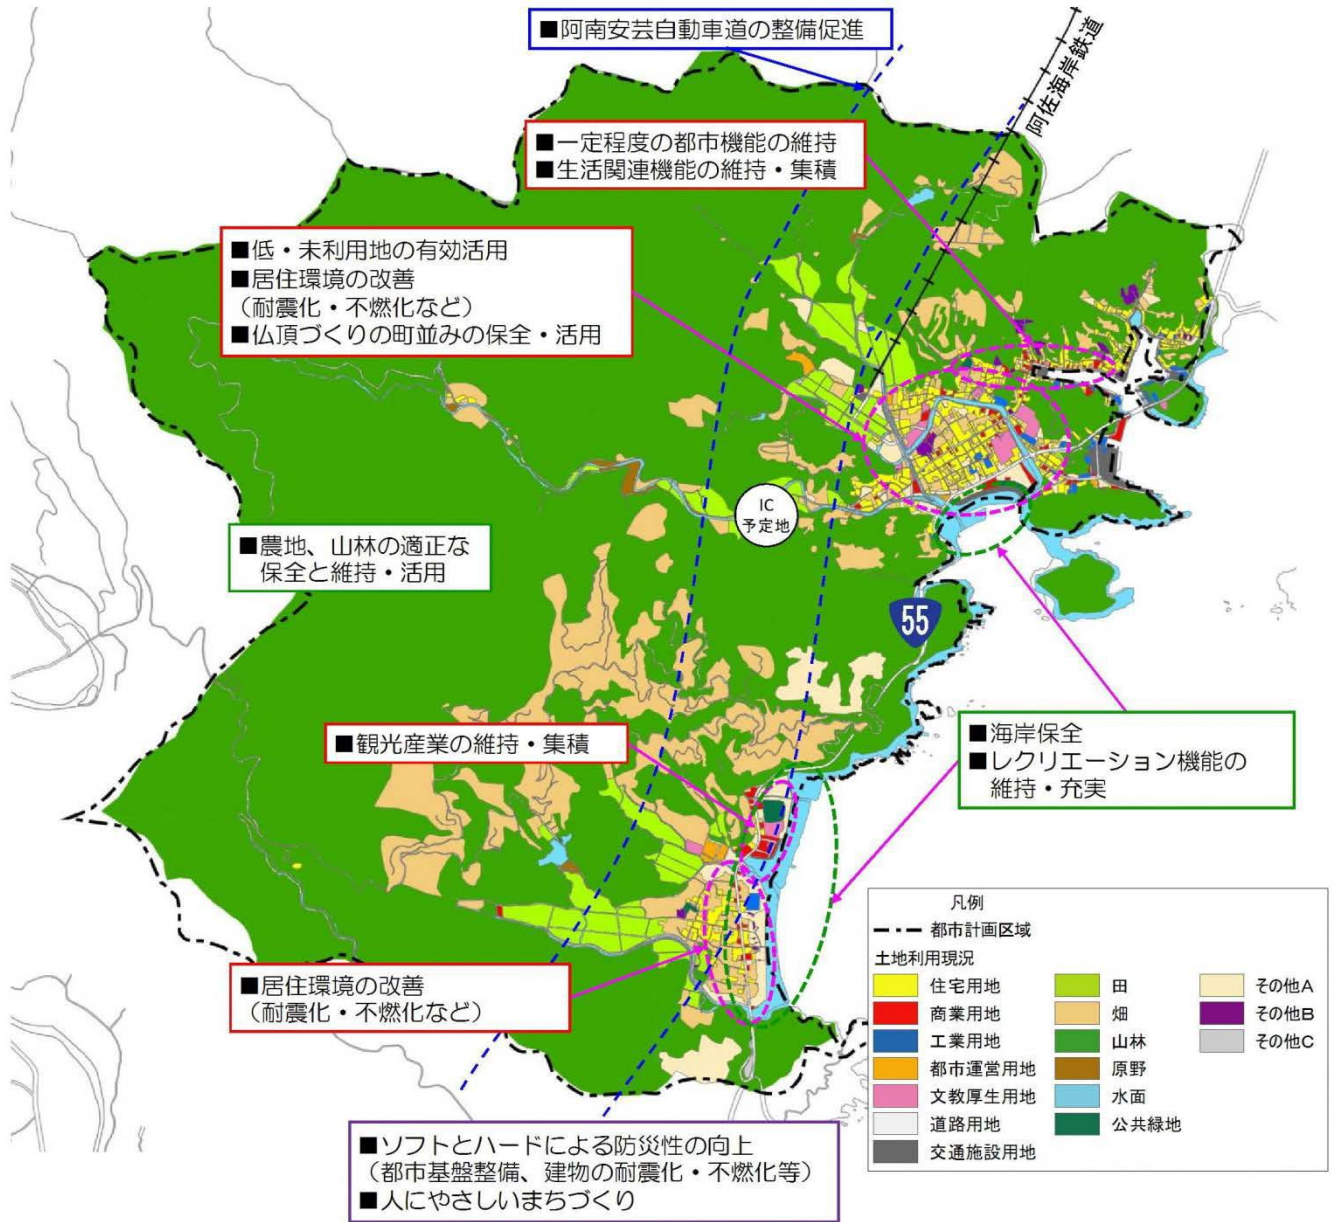 ■阿南安芸自動車道の整備促進
阿佐海岸鉄道
■一定程度の都市機能の維持
■生活関連機能の維持・集積
■低・未利用地の有効活用
■居住環境の改善
（耐震化・不燃化など）
■仏頂づくりの町並みの保全・活用
IC
予定地
■農地、山林の適正な
保全と維持・活用
55
■観光産業の維持・集積
■海岸保全
■レクリエーション機能の
維持・充実
■居住環境の改善
（耐震化・不燃化など）
■ソフトとハードによる防災性の向上
（都市基盤整備、建物の耐震化・不燃化等）
■人にやさしいまちづくり
凡例
都市計画区域
土地利用現況
住宅用地
商業用地
工業用地
都市運営用地
文教厚生用地
道路用地
交通施設用地
田
畑
山林
原野
水面
公共緑地
その他A
その他B
その他C